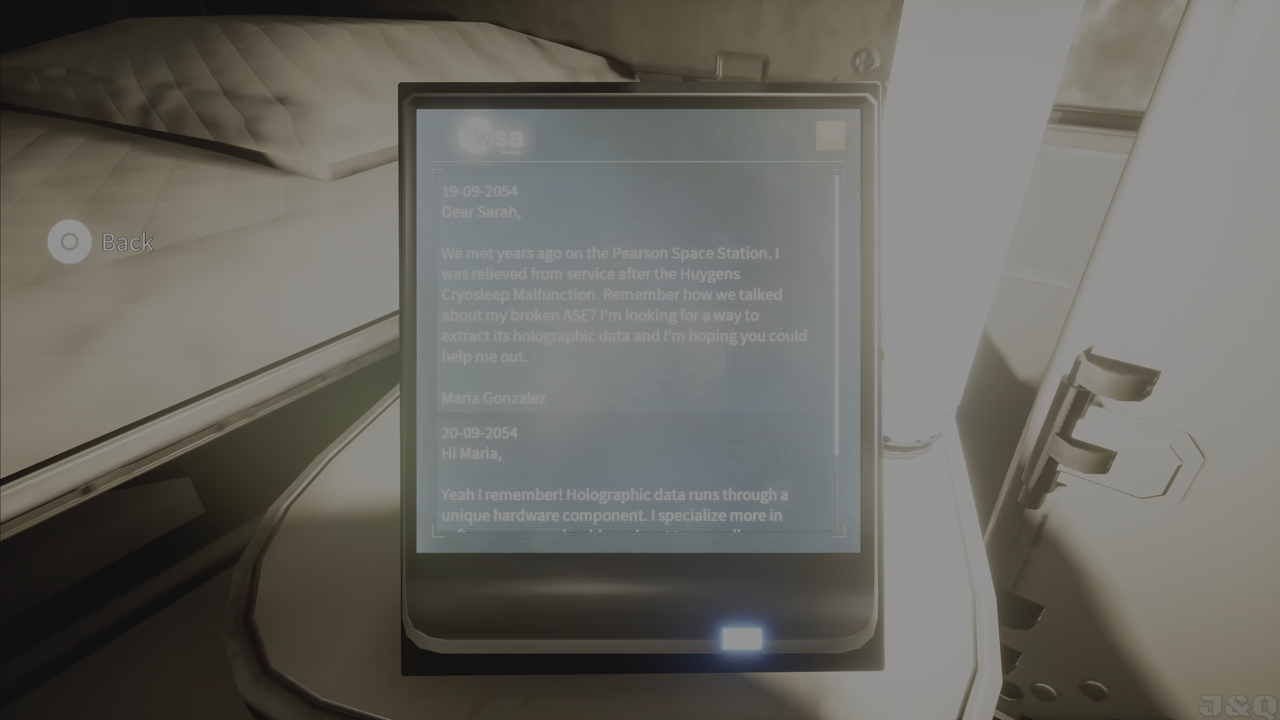 wsa
19-09-2054
Dear Sarah,
We met years ago on the Pearson Space Station. I
was relieved from service after the Huygens
Cryosleep Malfunction. Remember how we talked
about my broken ASE? I'm looking for a way to
extract its holographic data and I'm hoping you could
help me out.
Maria Gonzalez
20-09-2054
Hi Maria,
Yeah I remember! Holographic data runs through a
unique hardware component. I specialize more in
Back
J&Q